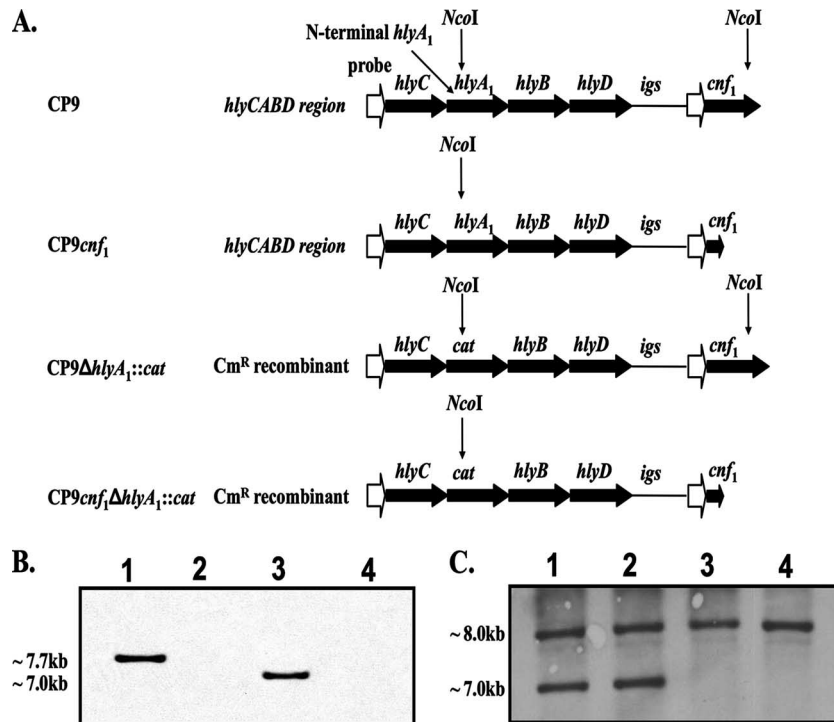 A.
NcoI NcoI
N-terminal hlyA1
probe
hlyC hlyA1 hlyB hlyD igs cnf1
CP9 hlyCABD region
NcoI
hlyC hlyA1 hlyB hlyD igs cnf1
CP9cnf1 hlyCABD region
NcoI NcoI
hlyC cat hlyB hlyD igs cnf1
CP9ΔhlyA1::cat CmR recombinant
NcoI
hlyC cat hlyB hlyD igs cnf1
CP9cnf1ΔhlyA1::cat CmR recombinant
B.
1 2 3 4
~ 7.7kb
~ 7.0kb
C.
1 2 3 4
~ 8.0kb
~ 7.0kb